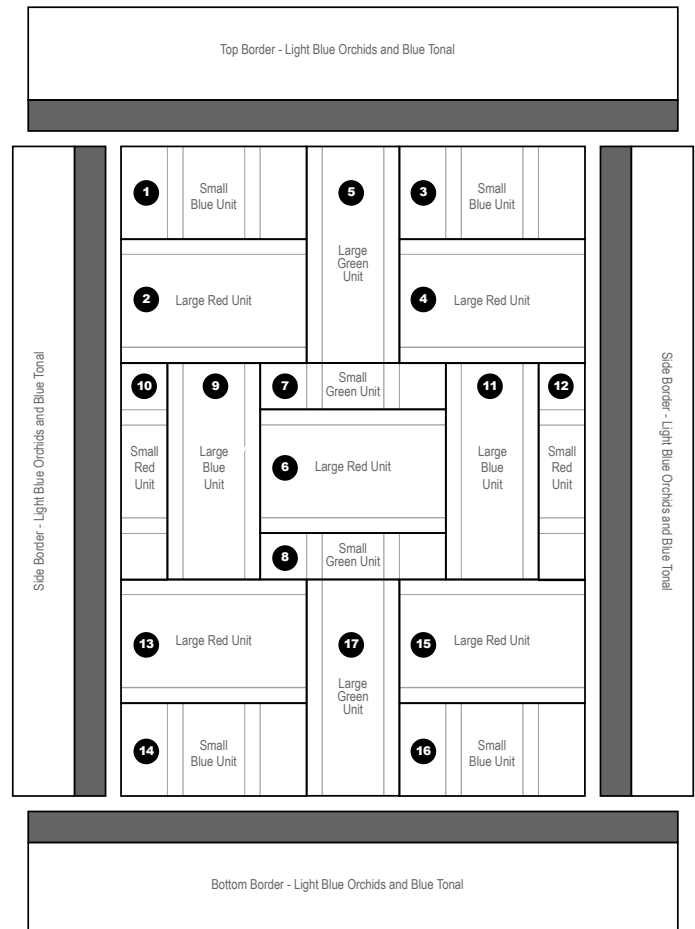 Top Border - Light Blue Orchids and Blue Tonal
1
Small
Blue Unit
5
Large
Green
Unit
3
Small
Blue Unit
2
Large Red Unit
4
Large Red Unit
Side Border - Light Blue Orchids and Blue Tonal
10
Small
Red
Unit
9
Large
Blue
Unit
7
Small
Green Unit
6
Large Red Unit
8
Small
Green Unit
11
Large
Blue
Unit
12
Small
Red
Unit
Side Border - Light Blue Orchids and Blue Tonal
13
Large Red Unit
17
Large
Green
Unit
15
Large Red Unit
14
Small
Blue Unit
16
Small
Blue Unit
Bottom Border - Light Blue Orchids and Blue Tonal